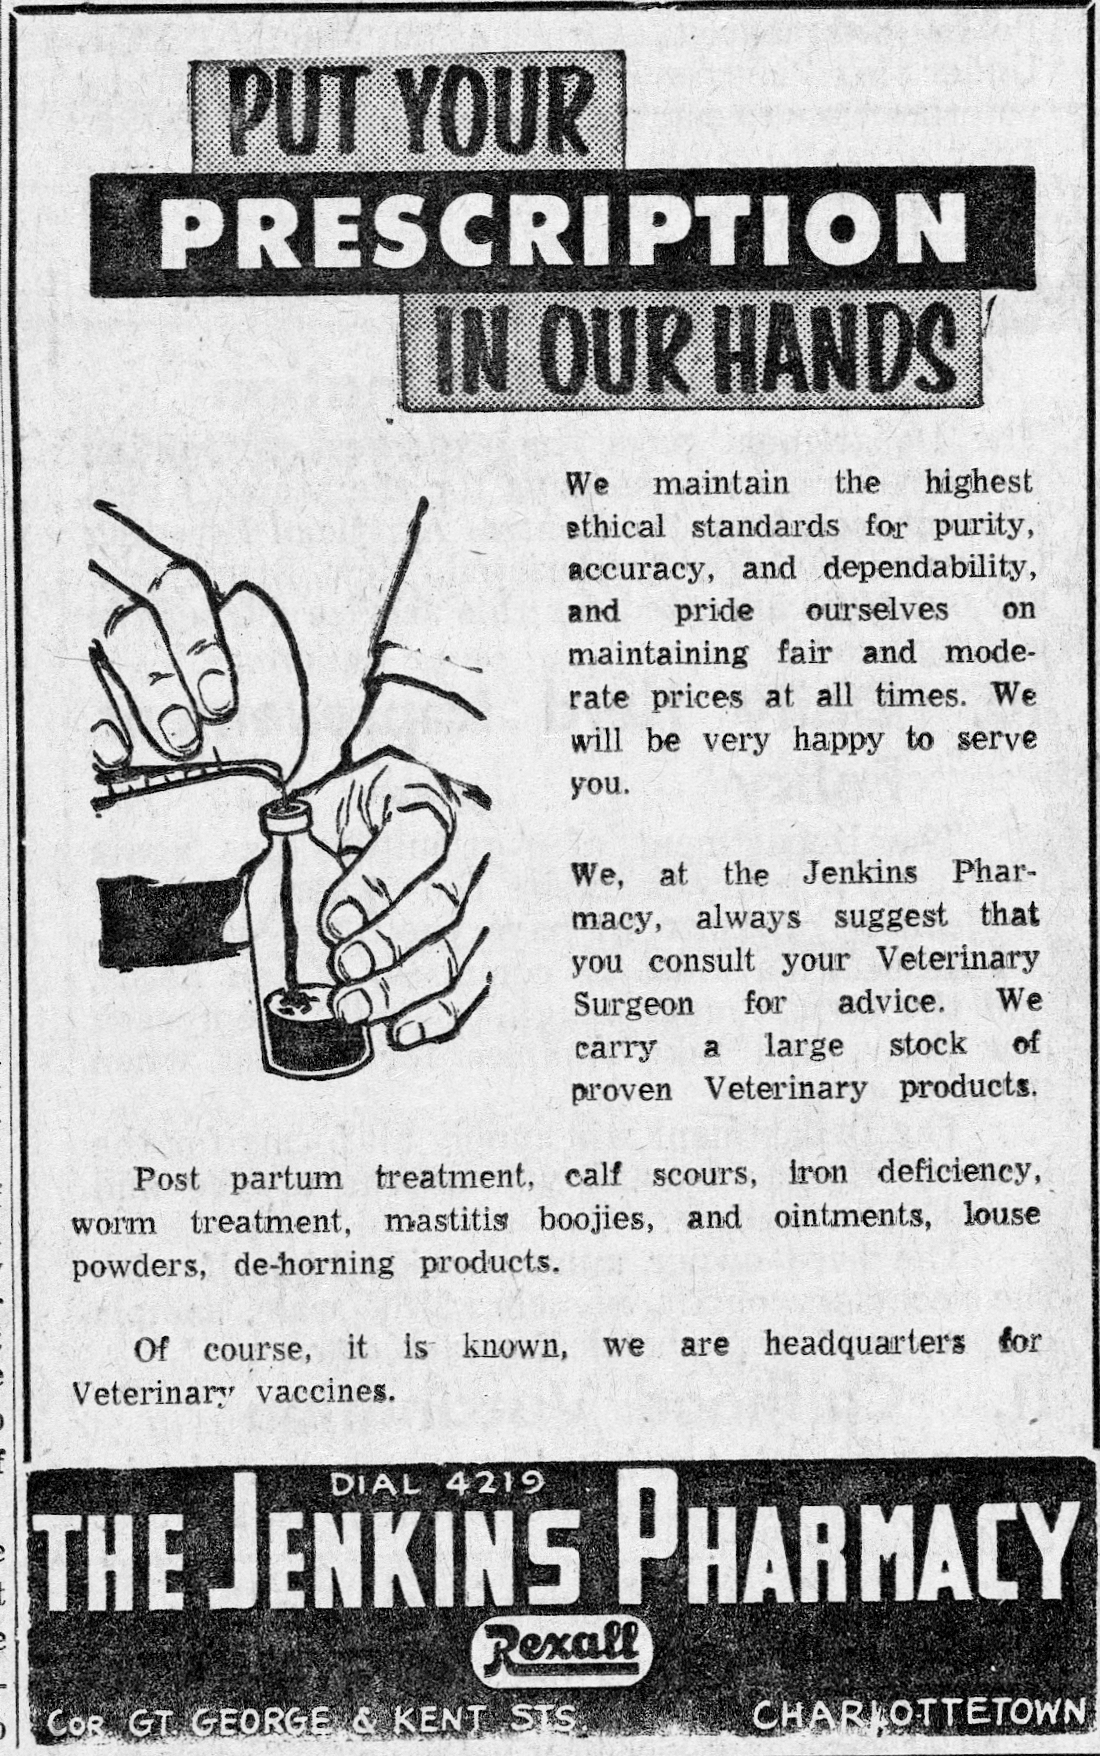 PUT YOUR
PRESCRIPTION
IN OUR HANDS
We maintain the highest
ethical standards for purity,
accuracy, and dependability,
and pride ourselves on
maintaining fair and mode-
rate prices at all times. We
will be very happy to serve
you.
We, at the Jenkins Phar-
macy, always suggest that
you consult your Veterinary
Surgeon for advice. We
carry a large stock of
proven Veterinary products.
Post partum treatment, calf scours, iron deficiency,
worm treatment, mastitis boojies, and ointments, louse
powders, de-horning products.
Of course, it is known, we are headquarters for
Veterinary vaccines.
DIAL 4219
THE JENKINS PHARMACY
Rexall
COR GT GEORGE & KENT STS. CHARLOTTETOWN